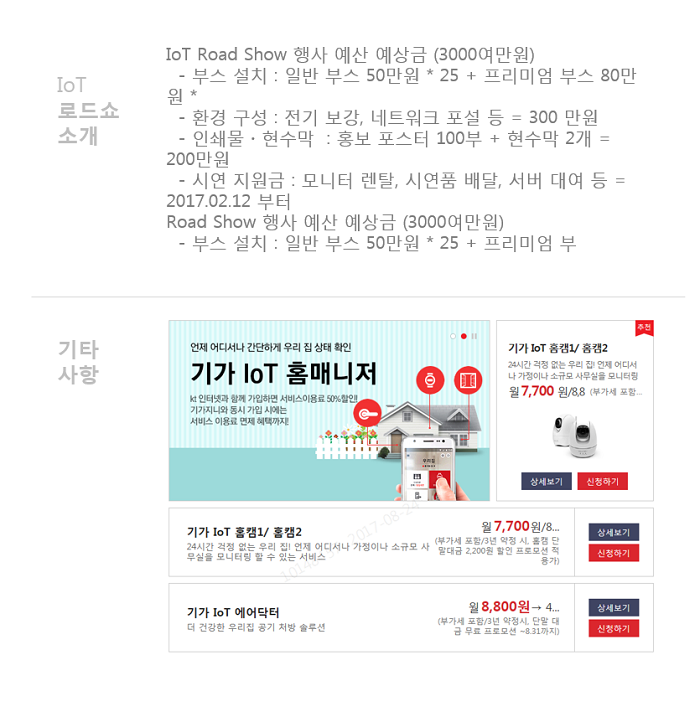 IoT
로드쇼
소개
IoT Road Show 행사 예산 예상금 (3000여만원)
- 부스 설치 : 일반 부스 50만원 * 25 + 프리미엄 부스 80만
원 *
- 환경 구성 : 전기 보강, 네트워크 포설 등 = 300 만원
- 인쇄물・현수막 : 홍보 포스터 100부 + 현수막 2개 =
200만원
- 시연 지원금 : 모니터 렌탈, 시연품 배달, 서버 대여 등 =
2017.02.12 부터
Road Show 행사 예산 예상금 (3000여만원)
- 부스 설치 : 일반 부스 50만원 * 25 + 프리미엄 부
기타
사항
언제 어디서나 간단하게 우리 집 상태 확인
기가 IoT 홈매니저
kt 인터넷과 함께 가입하면 서비스이용료 50%할인!
기가지니와 동시 가입 시에는
서비스 이용료 면제 혜택까지!
우리집
추천
기가 IoT 홈캠1/ 홈캠2
24시간 걱정 없는 우리 집! 언제 어디서
나 가정이나 소규모 사무실을 모니터링
월 7,700 원/8,8 (부가세 포함...
상세보기 신청하기
기가 IoT 홈캠1/ 홈캠2
24시간 걱정 없는 우리 집! 언제 어디서나 가정이나 소규모 사
무실을 모니터링 할 수 있는 서비스
월 7,700원/8...
(부가세 포함/3년 약정 시, 홈캠 단
말대금 2,200원 할인 프로모션 적
용가)
상세보기
신청하기
기가 IoT 에어닥터
더 건강한 우리집 공기 처방 솔루션
월 8,800원→ 4...
(부가세 포함/3년 약정시, 단말 대
금 무료 프로모션 ~8.31까지)
상세보기
신청하기
2017-08-24